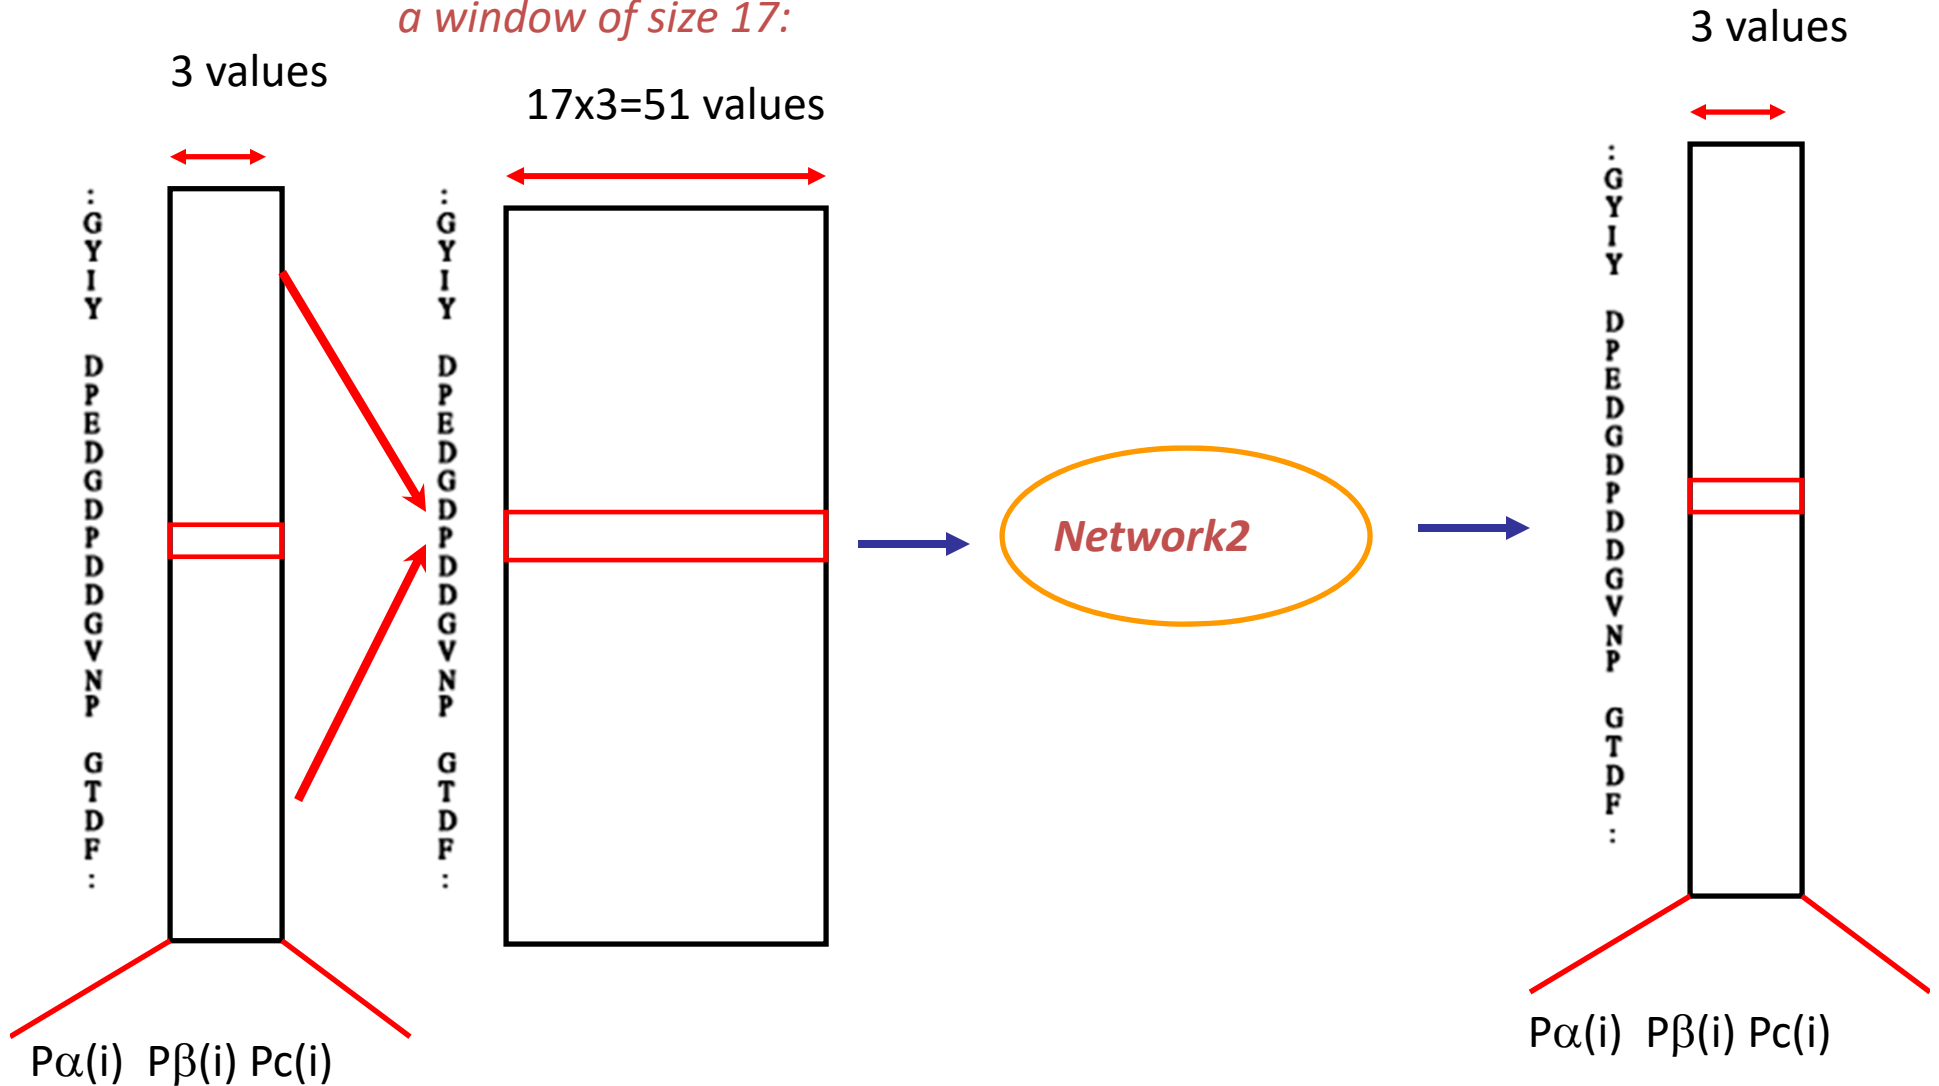 a window of size 17:
3 values
17x3=51 values
3 values
:
G
Y
I
Y
D
P
E
D
G
D
P
D
D
G
V
N
P
G
T
D
F
:
:
G
Y
I
Y
D
P
E
D
G
D
P
D
D
G
V
N
P
G
T
D
F
:
Network2
:
G
Y
I
Y
D
P
E
D
G
D
P
D
D
G
V
N
P
G
T
D
F
:
Pα(i) Pβ(i) Pc(i)
Pα(i) Pβ(i) Pc(i)